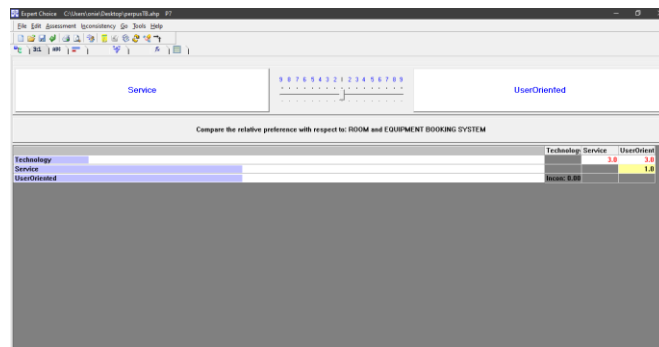 Expert Choice C:\Users\omie\Desktop\perpusTB.ahp P7
File Edit Assessment Inconsistency Go Tools Help
3:1 ABC
Service
9 8 7 6 5 4 3 2 1 2 3 4 5 6 7 8 9
UserOriented
Compare the relative preference with respect to: ROOM and EQUIPMENT BOOKING SYSTEM
Technolog Service UserOrient
Technology 3.0 3.0
Service 1.0
UserOriented Incon: 0.00